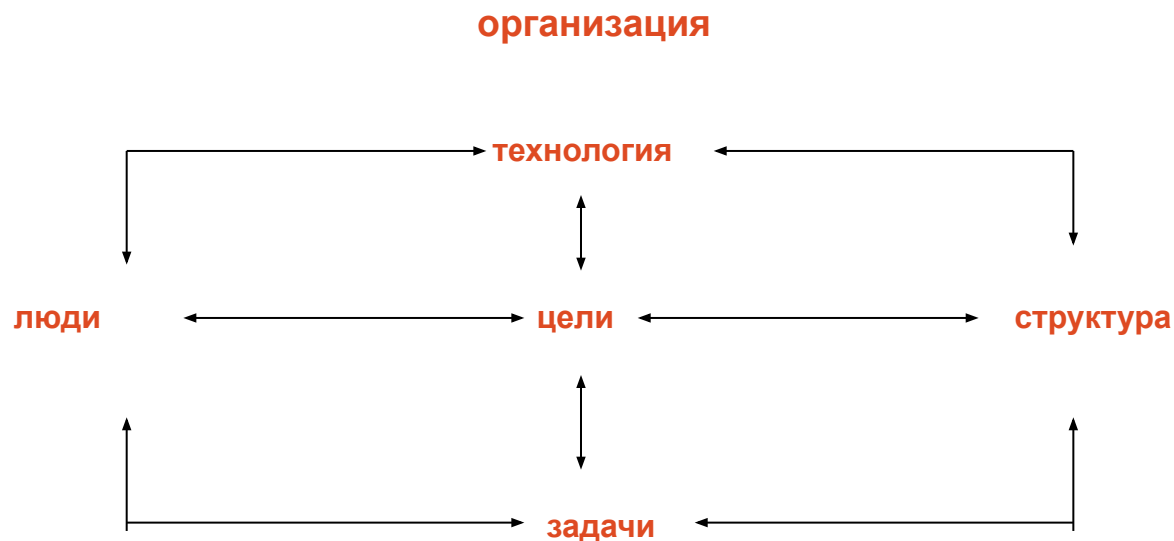 организация
технология
люди
цели
структура
задачи